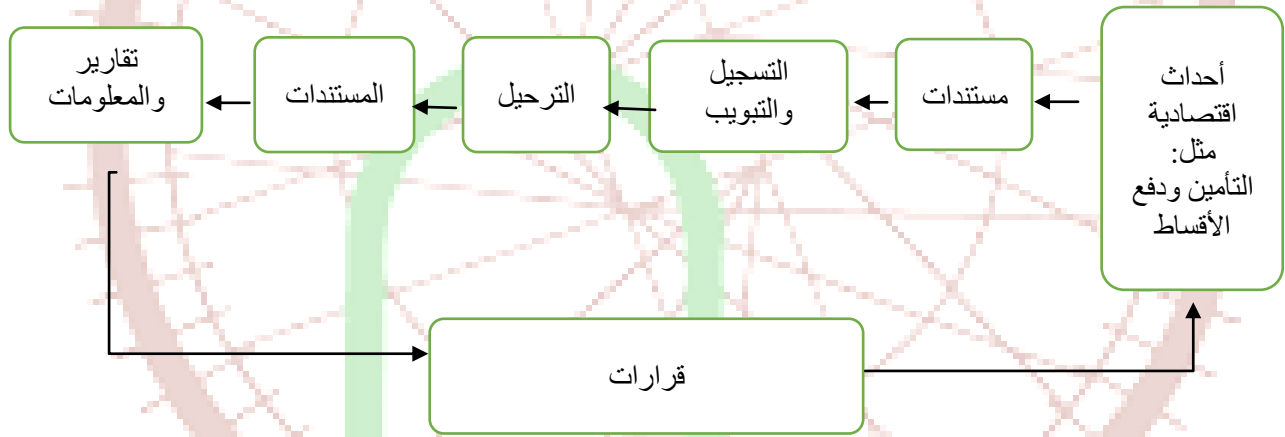 أحداث
اقتصادية
مثل:
التأمين ودفع
الأقساط
مستندات
التسجيل
والتبويب
الترحيل
المستندات
تقارير
والمعلومات
قرارات